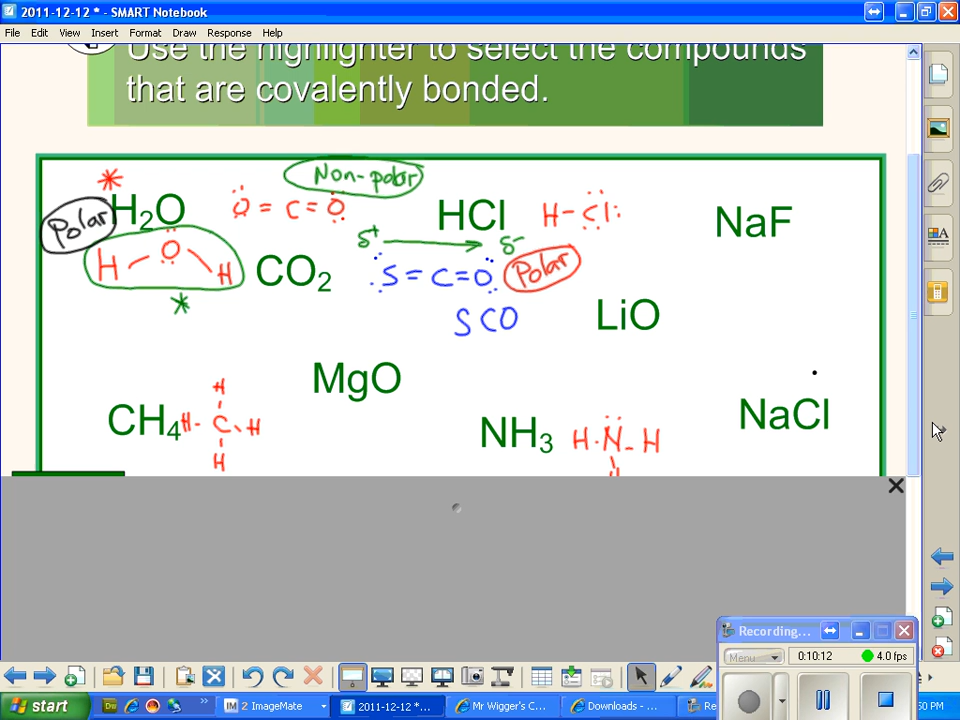 2011-12-12 * - SMART Notebook
File Edit View Insert Format Draw Response Help
Use the highlighter to select the compounds
that are covalently bonded.
Non-polar
Polar
H₂O
O = C = O
HCl
H - Cl
NaF
δ+ δ-
H O H
CO₂
S = C = O
Polar
SCO
LiO
MgO
H
CH₄
H - C - H
H
NH₃
H - N - H
NaCl
Recording...
Menu
0:10:12
4.0 fps
start
2 ImageMate
2011-12-12 *...
Mr Wigger's C...
Downloads - ...